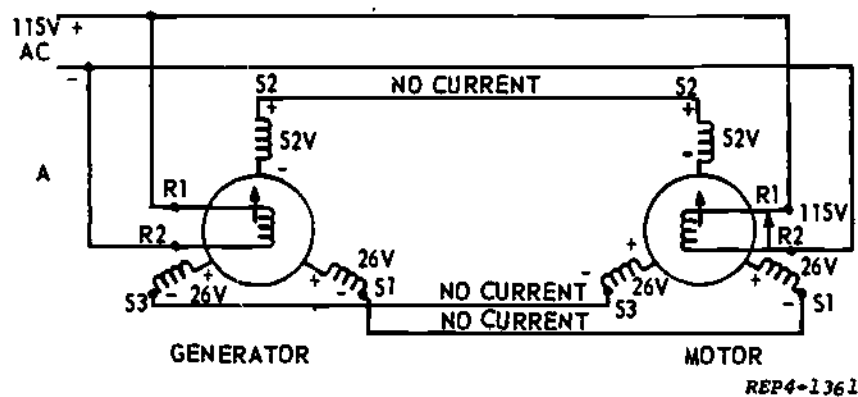 115V +
AC
-
S2
+
NO CURRENT
S2
+
52V
-
52V
-
A
R1
R1
115V
R2
R2
26V
26V
+
+
+
+
-
S3
-
26V
-
S1
NO CURRENT
26V
S3
-
S1
NO CURRENT
GENERATOR
MOTOR
REP4-1361